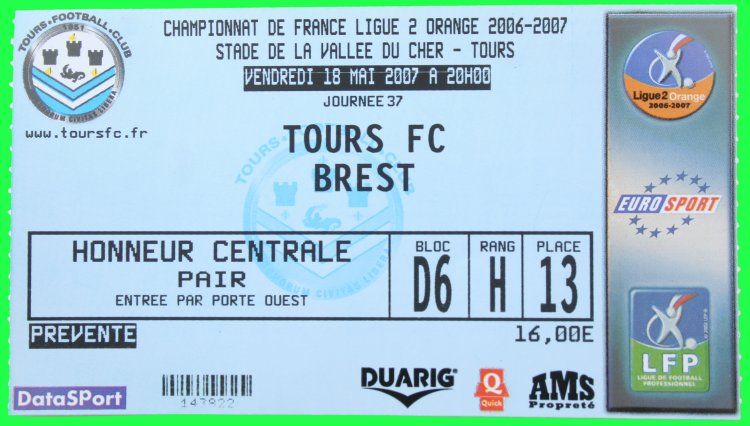 TOURS.FOOTBALL.CLUB
1951
www.toursfc.fr
CHAMPIONNAT DE FRANCE LIGUE 2 ORANGE 2006-2007
STADE DE LA VALLEE DU CHER - TOURS
VENDREDI 18 MAI 2007 A 20H00
JOURNEE 37
TOURS FC
BREST
HONNEUR CENTRALE
PAIR
ENTREE PAR PORTE OUEST
BLOC
D6
RANG
H
PLACE
13
PREVENTE
16,00E
DataSPort
143922
DUARIG
Q
Quick
AMS
Propreté
Ligue2 Orange
2006-2007
EUROSPORT
LFP
LIGUE DE FOOTBALL
PROFESSIONNEL